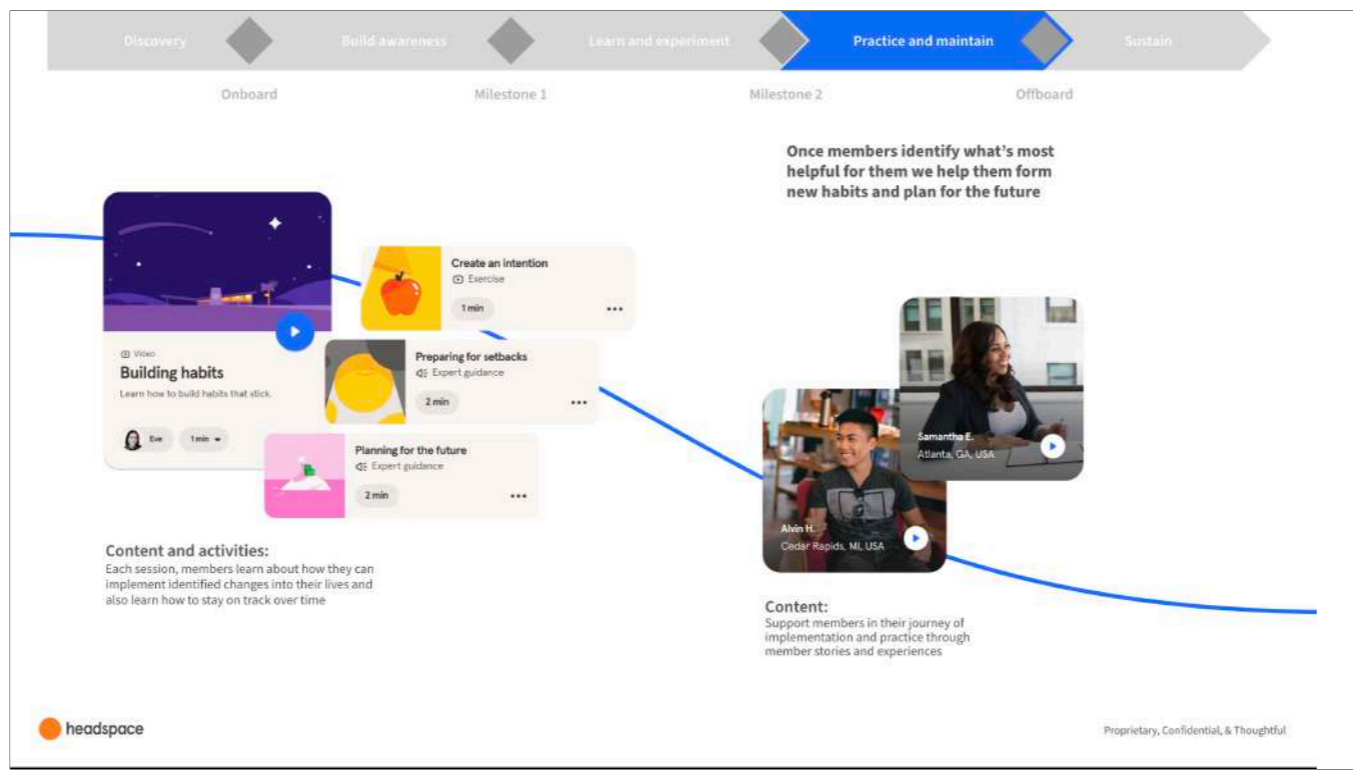 Discovery
Build awareness
Learn and experiment
Practice and maintain
Sustain
Onboard
Milestone 1
Milestone 2
Offboard
Once members identify what's most
helpful for them we help them form
new habits and plan for the future
Video
Building habits
Learn how to build habits that stick.
Eve
1 min
Create an intention
Exercise
1 min
Preparing for setbacks
Expert guidance
2 min
Planning for the future
Expert guidance
2 min
Content and activities:
Each session, members learn about how they can
implement identified changes into their lives and
also learn how to stay on track over time
Samantha E.
Atlanta, GA, USA
Alvin H.
Cedar Rapids, MI, USA
Content:
Support members in their journey of
implementation and practice through
member stories and experiences
headspace
Proprietary, Confidential, & Thoughtful